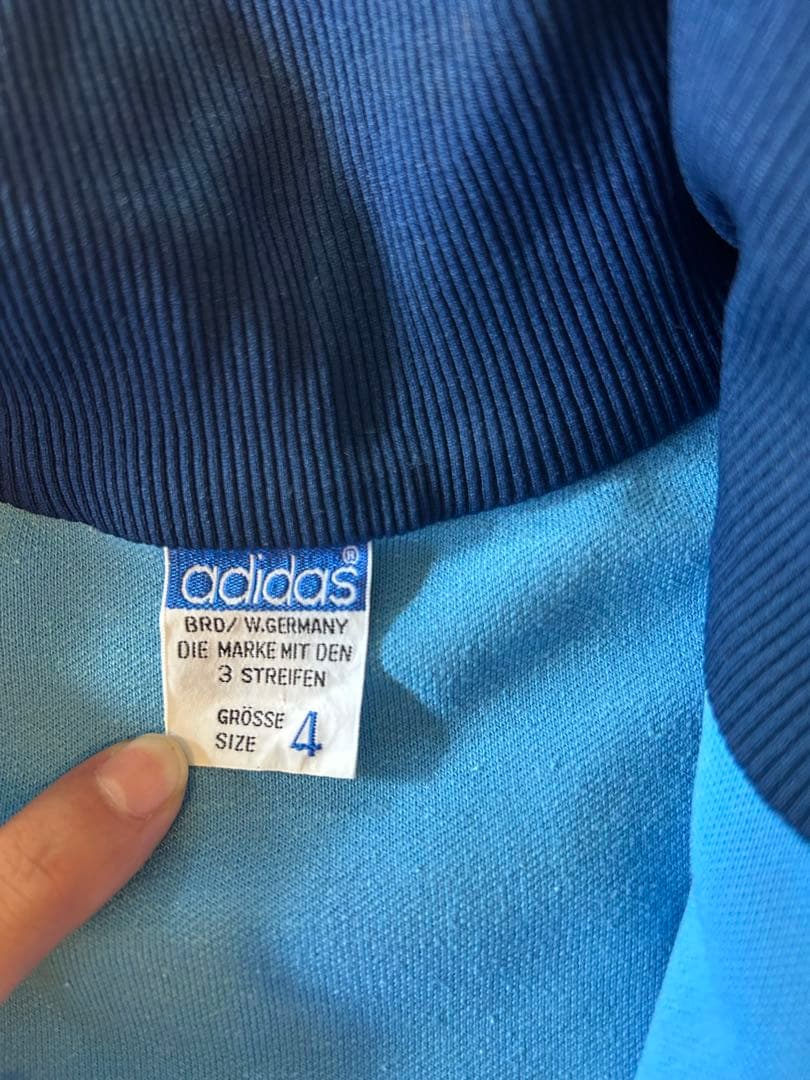 adidas®
BRD/ W.GERMANY
DIE MARKE MIT DEN
3 STREIFEN
GRÖSSE
SIZE 4